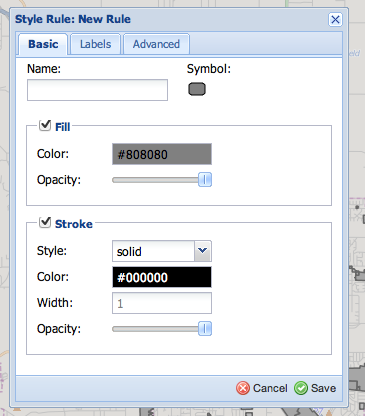 Style Rule: New Rule
Basic Labels Advanced
Name: Symbol:
Fill
Color: #808080
Opacity:
Stroke
Style: solid
Color: #000000
Width: 1
Opacity:
Cancel Save